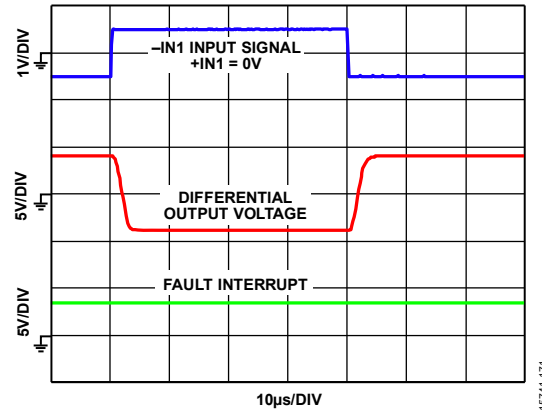 1V/DIV
–IN1 INPUT SIGNAL
+IN1 = 0V
5V/DIV
DIFFERENTIAL
OUTPUT VOLTAGE
5V/DIV
FAULT INTERRUPT
10µs/DIV